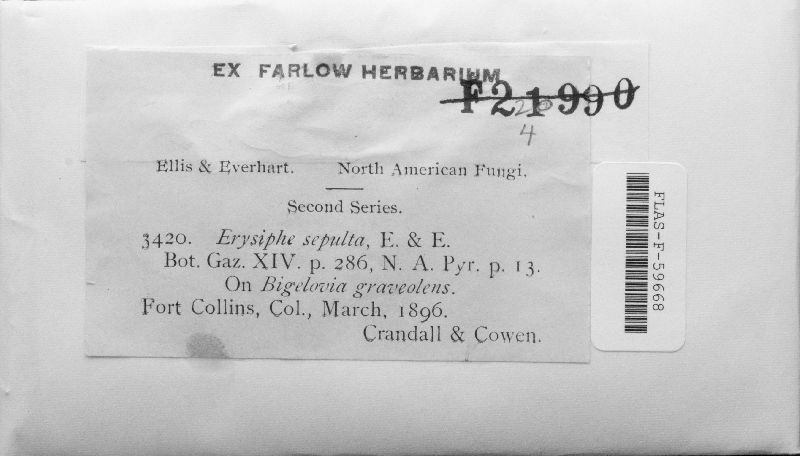 EX FARLOW HERBARIUM
F21990
4
Ellis & Everhart. North American Fungi.
Second Series.
3420. Erysiphe sepulta, E. & E.
Bot. Gaz. XIV. p. 286, N. A. Pyr. p. 13.
On Bigelovia graveolens.
Fort Collins, Col., March, 1896.
Crandall & Cowen.
FLAS-F-59668